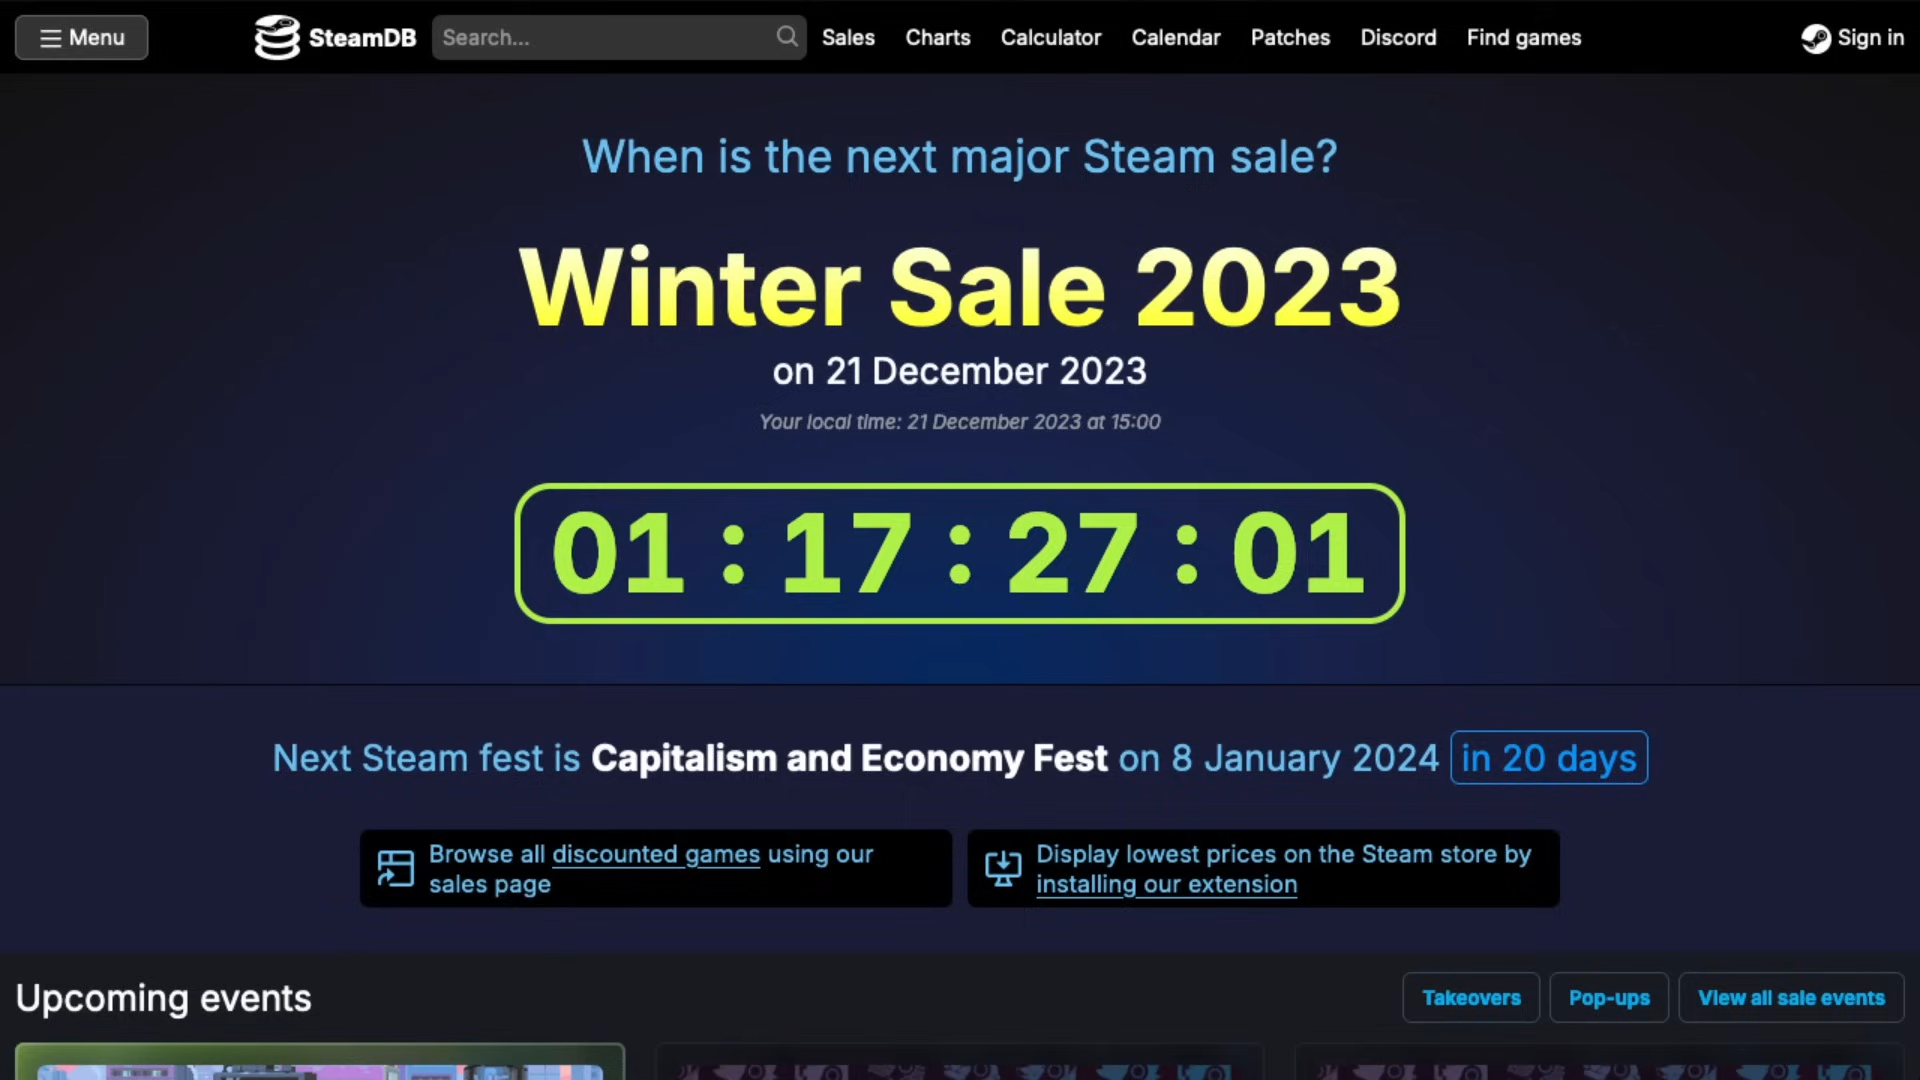 Menu
SteamDB
Search...
Sales
Charts
Calculator
Calendar
Patches
Discord
Find games
Sign in
When is the next major Steam sale?
Winter Sale 2023
on 21 December 2023
Your local time: 21 December 2023 at 15:00
01 : 17 : 27 : 01
Next Steam fest is Capitalism and Economy Fest on 8 January 2024 in 20 days
Browse all discounted games using our
sales page
Display lowest prices on the Steam store by
installing our extension
Upcoming events
Takeovers
Pop-ups
View all sale events